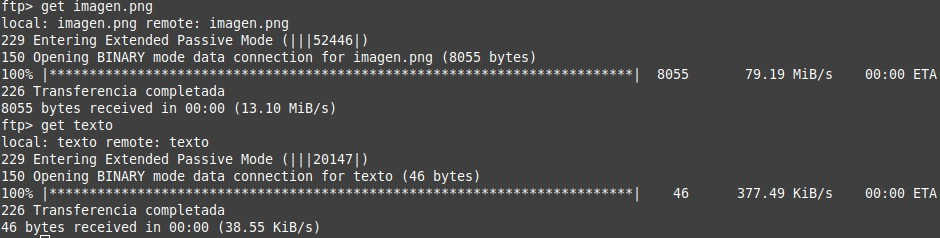 ftp> get imagen.png
local: imagen.png remote: imagen.png
229 Entering Extended Passive Mode (|||52446|)
150 Opening BINARY mode data connection for imagen.png (8055 bytes)
100% |***************************************************************************| 8055 79.19 MiB/s 00:00 ETA
226 Transferencia completada
8055 bytes received in 00:00 (13.10 MiB/s)
ftp> get texto
local: texto remote: texto
229 Entering Extended Passive Mode (|||20147|)
150 Opening BINARY mode data connection for texto (46 bytes)
100% |***************************************************************************| 46 377.49 KiB/s 00:00 ETA
226 Transferencia completada
46 bytes received in 00:00 (38.55 KiB/s)